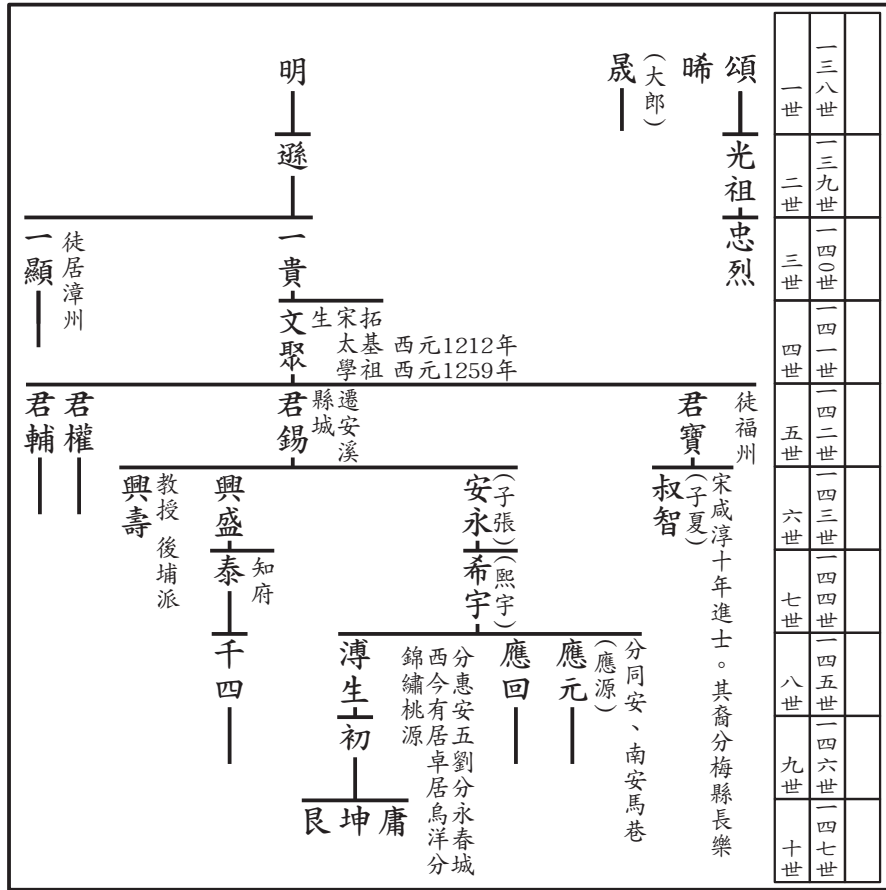 一三八世
一三九世
一四〇世
一四一世
一四二世
一四三世
一四四世
一四五世
一四六世
一四七世
一世
二世
三世
四世
五世
六世
七世
八世
九世
十世
頌
晞
晟
(大郎)
光祖
忠烈
明
遜
一貴
一顯
徒居漳州
文聚
生
宋太學
拓基祖
西元1212年
西元1259年
君寶
徒福州
君錫
遷安溪
縣城
君權
君輔
叔智
(子夏)
宋咸淳十年進士。其裔分梅縣長樂
安永
(子張)
興盛
興壽
教授 後埔派
希宇
(熙宇)
泰
知府
應元
(應源)
分同安、南安馬巷
應回
分惠安五劉分永春城
西今有居卓居烏洋分
錦繡桃源
溥生
千四
初
庸
坤
艮